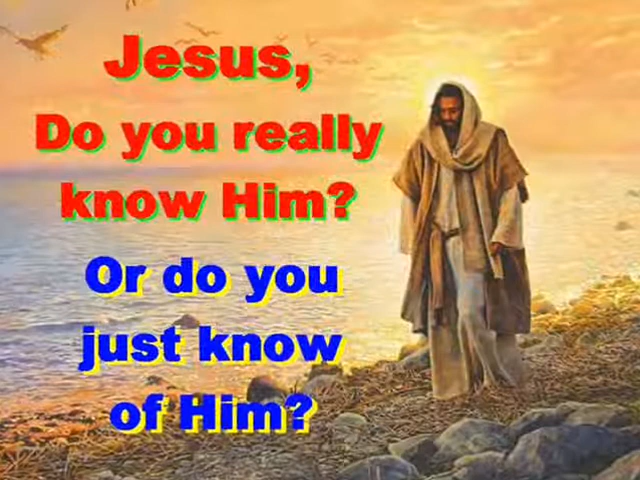 Jesus,
Do you really
know Him?
Or do you
just know
of Him?